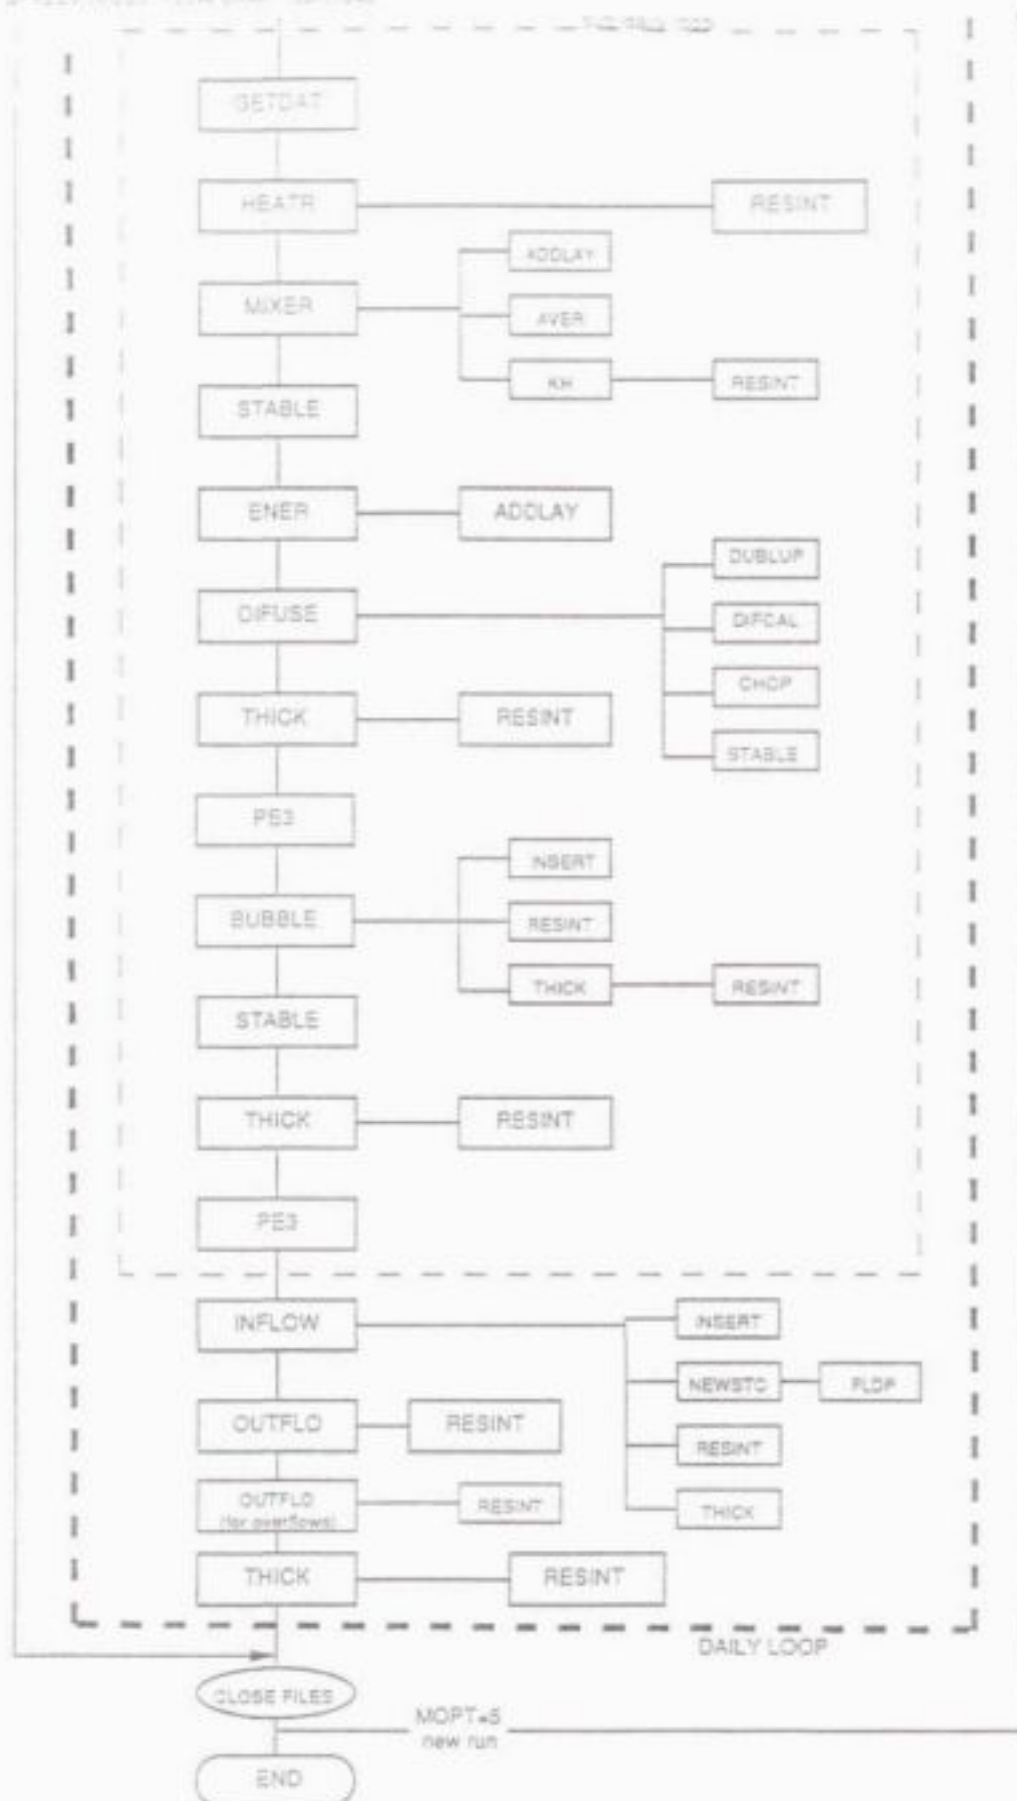 GETDAT
HEATR
RESINT
ADDLAY
MIXER
AVER
KH
RESINT
STABLE
ENER
ADDLAY
DUBLUP
DIFUSE
DIFCAL
CHOP
THICK
RESINT
STABLE
PE3
INSERT
BUBBLE
RESINT
THICK
RESINT
STABLE
THICK
RESINT
PE3
INFLOW
INSERT
NEWSTO
FLDP
OUTFLO
RESINT
RESINT
OUTFLO
(for overflows)
RESINT
THICK
THICK
RESINT
DAILY LOOP
CLOSE FILES
MOPT=5
new run
END